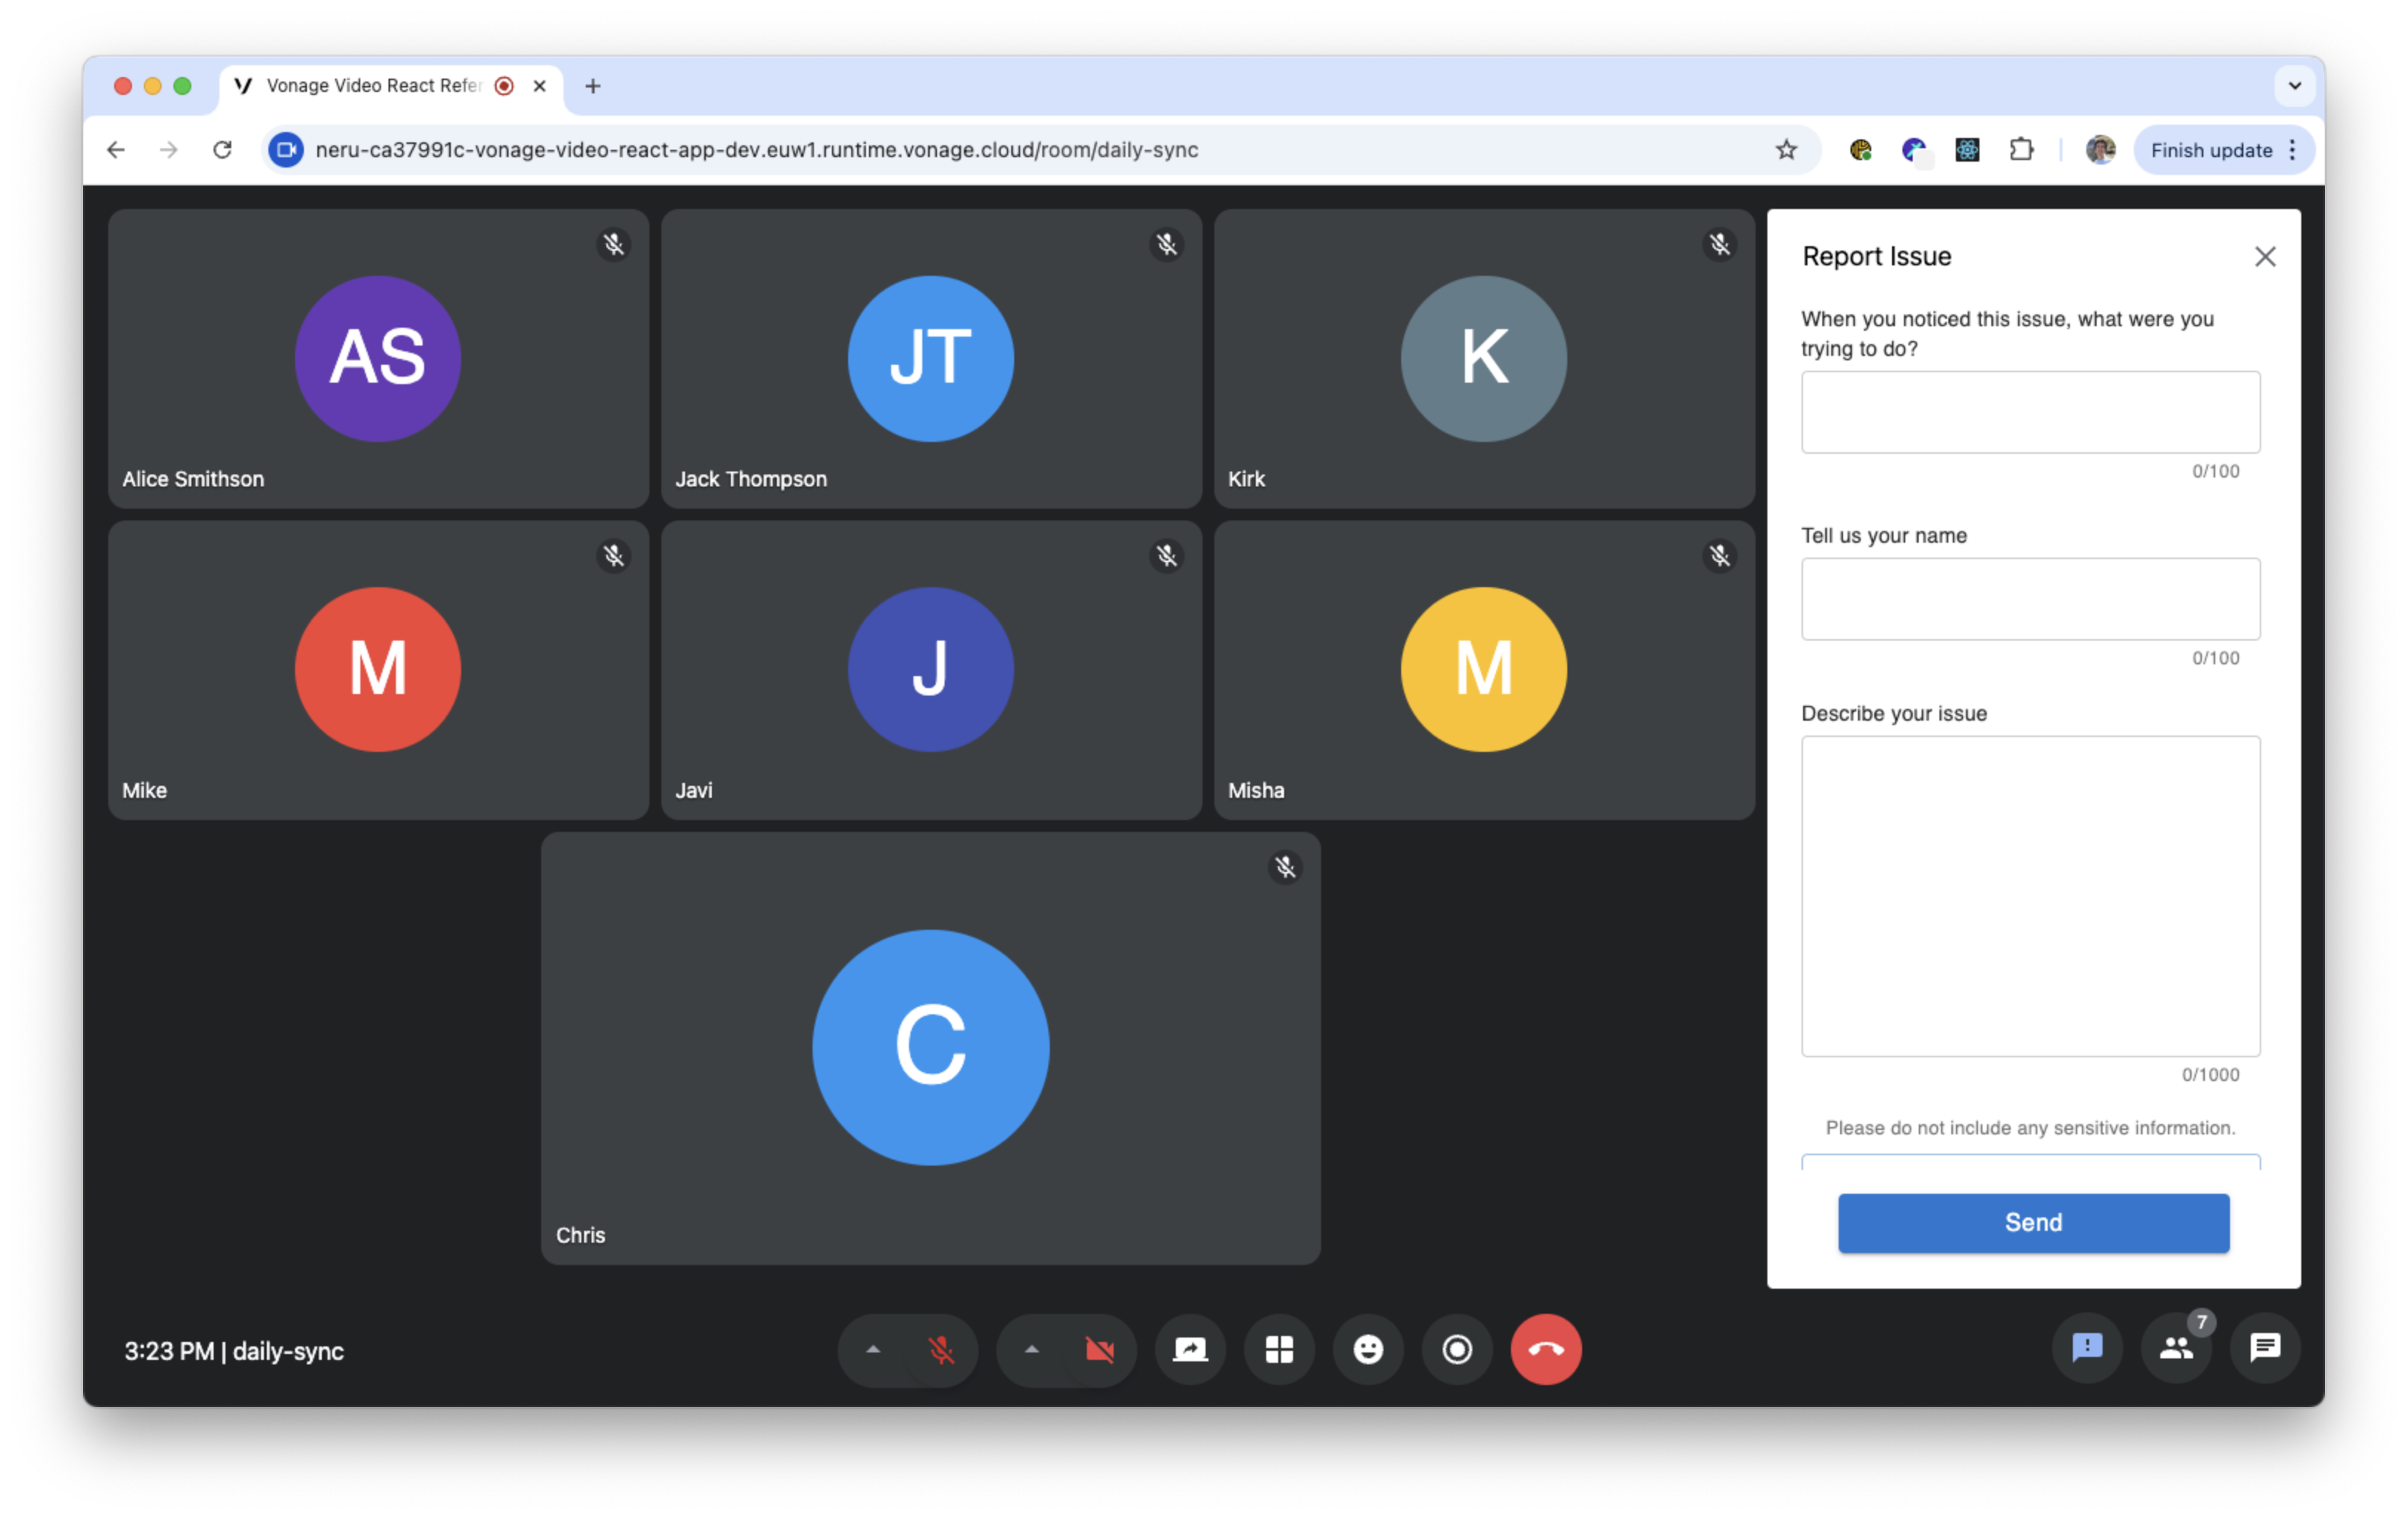 Vonage Video React Refer
neru-ca37991c-vonage-video-react-app-dev.euw1.runtime.vonage.cloud/room/daily-sync
Finish update
AS
Alice Smithson
JT
Jack Thompson
K
Kirk
M
Mike
J
Javi
M
Misha
C
Chris
Report Issue
When you noticed this issue, what were you
trying to do?
0/100
Tell us your name
0/100
Describe your issue
0/1000
Please do not include any sensitive information.
Send
3:23 PM | daily-sync
7